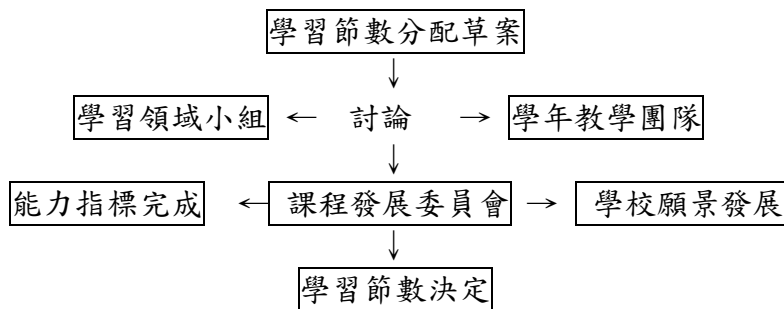 學習節數分配草案
↓
學習領域小組 ← 討論 → 學年教學團隊
↓
能力指標完成 ← 課程發展委員會 → 學校願景發展
↓
學習節數決定